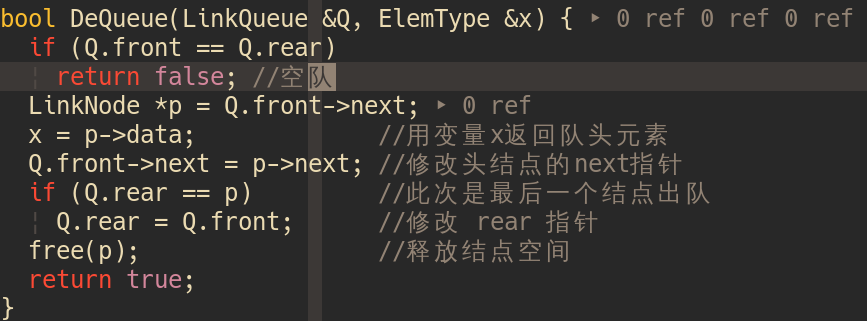 bool DeQueue(LinkQueue &Q, ElemType &x) { ▸ 0 ref 0 ref 0 ref
if (Q.front == Q.rear)
return false; //空队
LinkNode *p = Q.front->next; ▸ 0 ref
x = p->data; //用变量x返回队头元素
Q.front->next = p->next; //修改头结点的next指针
if (Q.rear == p) //此次是最后一个结点出队
Q.rear = Q.front; //修改 rear 指针
free(p); //释放结点空间
return true;
}